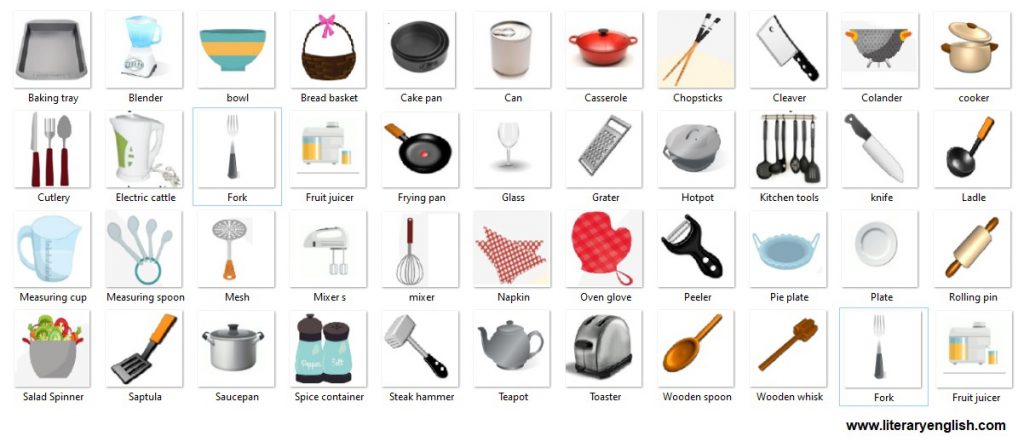 Baking tray Blender bowl Bread basket Cake pan Can Casserole Chopsticks Cleaver Colander cooker
Cutlery Electric cattle Fork Fruit juicer Frying pan Glass Grater Hotpot Kitchen tools knife Ladle
Measuring cup Measuring spoon Mesh Mixer s mixer Napkin Oven glove Peeler Pie plate Plate Rolling pin
Pepper Salt
Salad Spinner Saptula Saucepan Spice container Steak hammer Teapot Toaster Wooden spoon Wooden whisk Fork Fruit juicer
www.literaryenglish.com